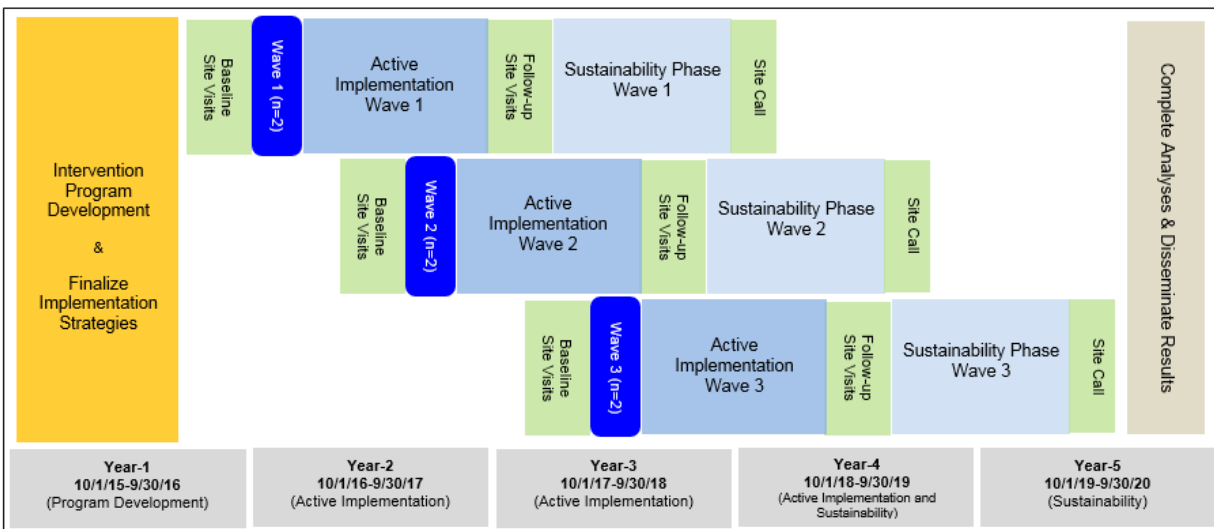 Intervention
Program
Development
&
Finalize
Implementation
Strategies
Baseline
Site Visits
Wave 1 (n=2)
Active
Implementation
Wave 1
Follow-up
Site Visits
Sustainability Phase
Wave 1
Site Call
Baseline
Site Visits
Wave 2 (n=2)
Active
Implementation
Wave 2
Follow-up
Site Visits
Sustainability Phase
Wave 2
Site Call
Baseline
Site Visits
Wave 3 (n=2)
Active
Implementation
Wave 3
Follow-up
Site Visits
Sustainability Phase
Wave 3
Site Call
Complete Analyses & Disseminate Results
Year-1
10/1/15-9/30/16
(Program Development)
Year-2
10/1/16-9/30/17
(Active Implementation)
Year-3
10/1/17-9/30/18
(Active Implementation)
Year-4
10/1/18-9/30/19
(Active Implementation and
Sustainability)
Year-5
10/1/19-9/30/20
(Sustainability)